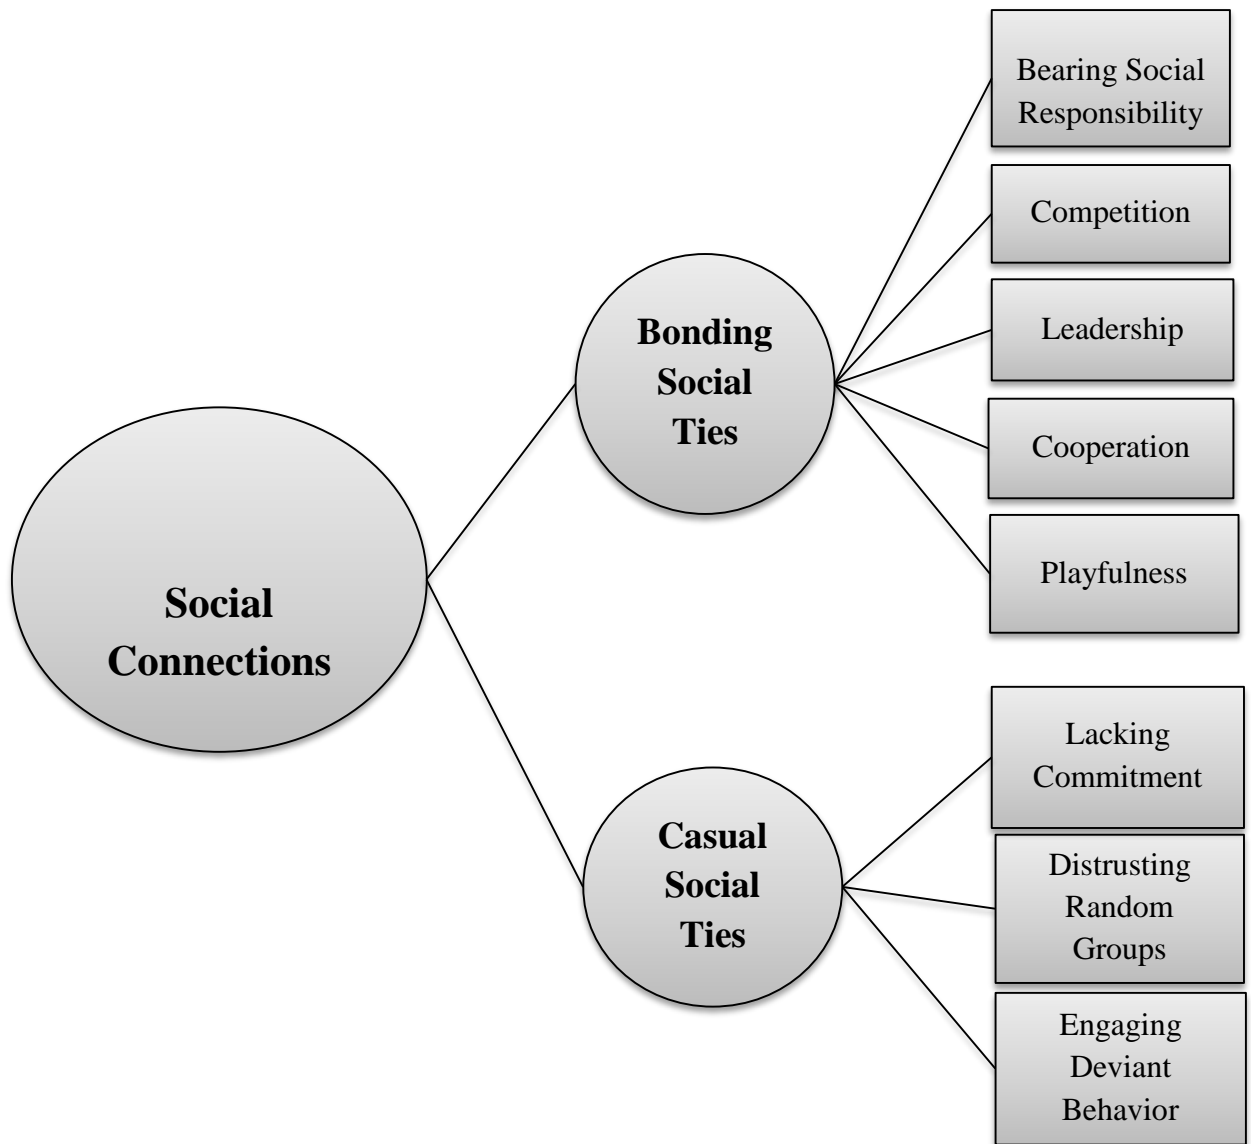 Social
Connections
Bonding
Social
Ties
Bearing Social
Responsibility
Competition
Leadership
Cooperation
Playfulness
Casual
Social
Ties
Lacking
Commitment
Distrusting
Random
Groups
Engaging
Deviant
Behavior